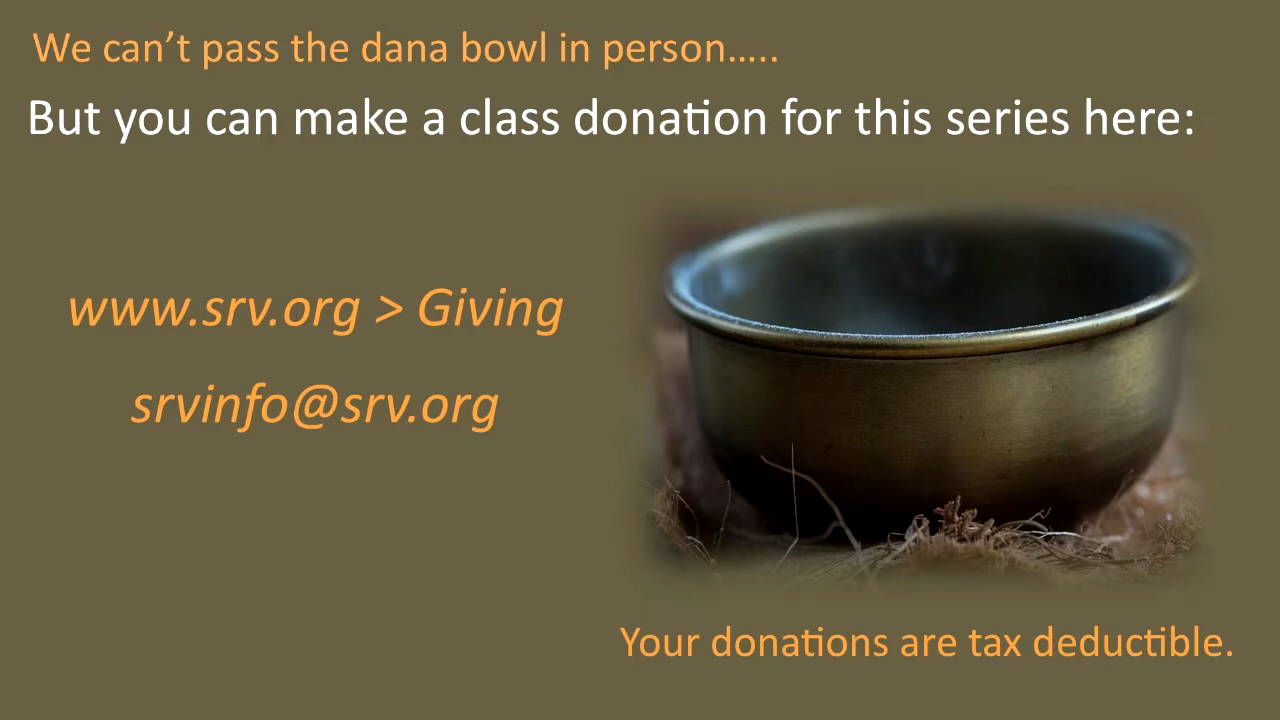 We can’t pass the dana bowl in person…..
But you can make a class donation for this series here:
www.srv.org > Giving
srvinfo@srv.org
Your donations are tax deductible.